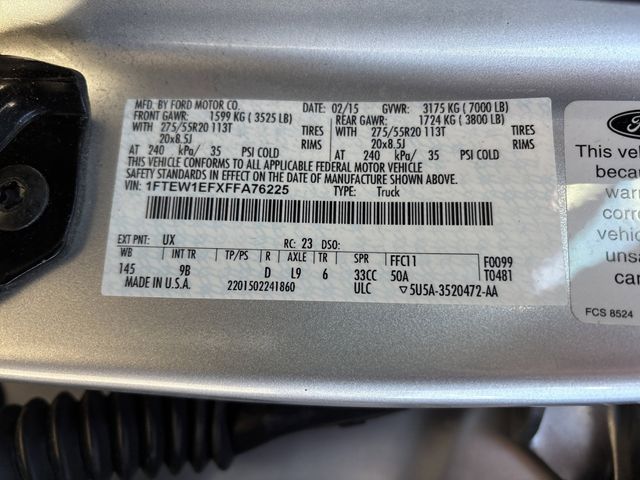 MFD. BY FORD MOTOR CO. DATE: 02/15 GVWR: 3175 KG ( 7000 LB)
FRONT GAWR: 1599 KG ( 3525 LB) REAR GAWR: 1724 KG ( 3800 LB)
WITH 275/55R20 113T TIRES WITH 275/55R20 113T TIRES
20x8.5J RIMS 20x8.5J RIMS
AT 240 kPa/ 35 PSI COLD AT 240 kPa/ 35 PSI COLD
THIS VEHICLE CONFORMS TO ALL APPLICABLE FEDERAL MOTOR VEHICLE
SAFETY STANDARDS IN EFFECT ON THE DATE OF MANUFACTURE SHOWN ABOVE.
VIN: 1FTEW1EFXFFA76225 TYPE: Truck
EXT PNT: UX RC: 23 DSO:
WB INT TR TP/PS R AXLE TR SPR FFC11 F0099
145 9B D L9 6 33CC 50A T0481
MADE IN U.S.A. 2201502241860 ULC ▽5U5A-3520472-AA
Ford
This veh
becau
warn
corre
vehic
unsa
can
FCS 8524